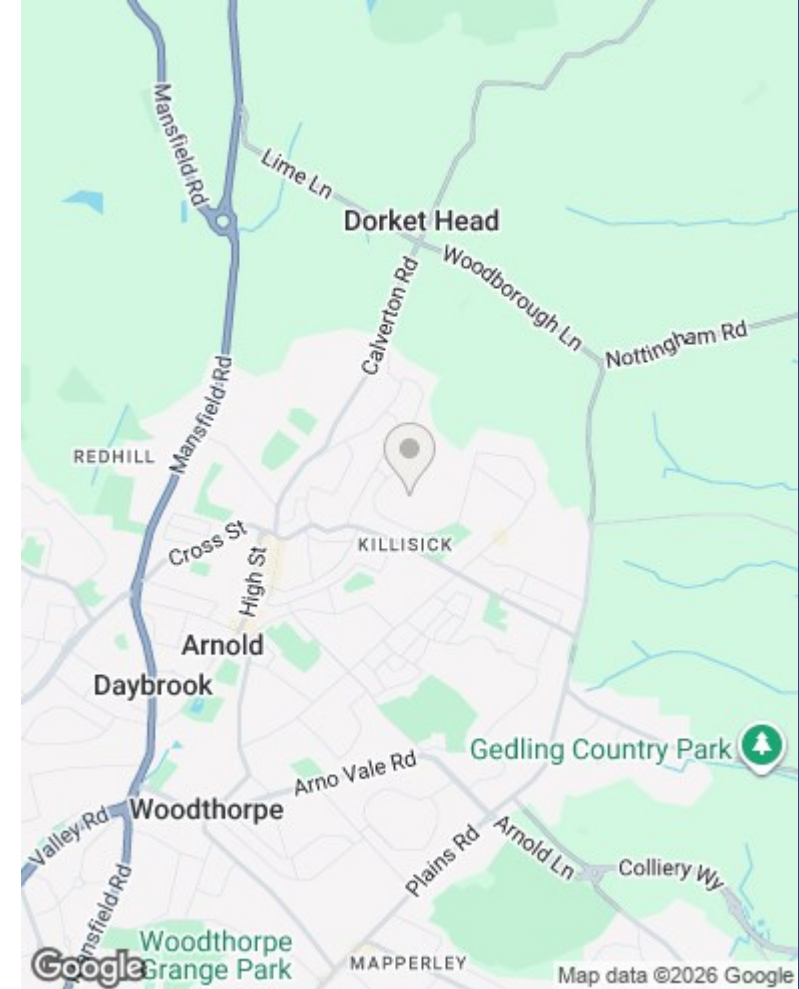 Mansfield Rd
Lime Ln
Dorket Head
Woodborough Ln
Calverton Rd
Nottingham Rd
Mansfield Rd
REDHILL
Cross St
KILLISICK
High St
Arnold
Daybrook
Gedling Country Park
Arno Vale Rd
Woodthorpe
Valley Rd
Arnold Ln
Plains Rd
Colliery Wy
Mansfield Rd
Woodthorpe
Grange Park
MAPPERLEY
Google
Map data ©2026 Google